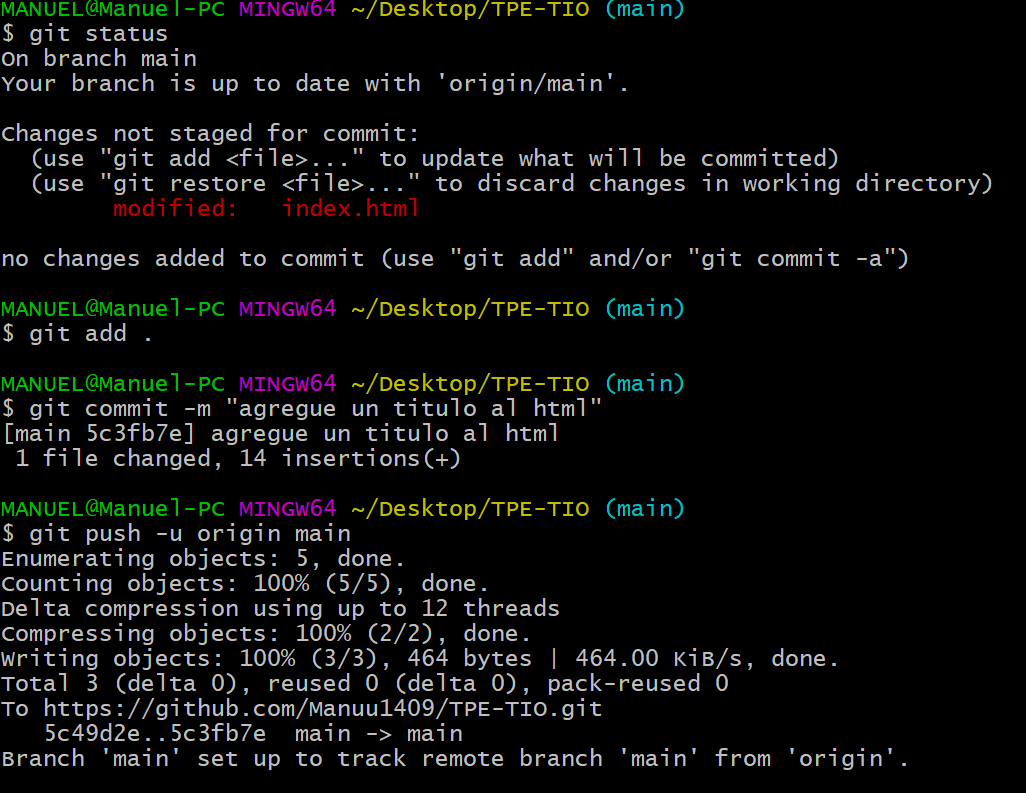 MANUEL@Manuel-PC MINGW64 ~/Desktop/TPE-TIO (main)
$ git status
On branch main
Your branch is up to date with 'origin/main'.
Changes not staged for commit:
  (use "git add <file>..." to update what will be committed)
  (use "git restore <file>..." to discard changes in working directory)
        modified:   index.html
no changes added to commit (use "git add" and/or "git commit -a")
MANUEL@Manuel-PC MINGW64 ~/Desktop/TPE-TIO (main)
$ git add .
MANUEL@Manuel-PC MINGW64 ~/Desktop/TPE-TIO (main)
$ git commit -m "agregue un titulo al html"
[main 5c3fb7e] agregue un titulo al html
 1 file changed, 14 insertions(+)
MANUEL@Manuel-PC MINGW64 ~/Desktop/TPE-TIO (main)
$ git push -u origin main
Enumerating objects: 5, done.
Counting objects: 100% (5/5), done.
Delta compression using up to 12 threads
Compressing objects: 100% (2/2), done.
Writing objects: 100% (3/3), 464 bytes | 464.00 KiB/s, done.
Total 3 (delta 0), reused 0 (delta 0), pack-reused 0
To https://github.com/Manuu1409/TPE-TIO.git
   5c49d2e..5c3fb7e  main -> main
Branch 'main' set up to track remote branch 'main' from 'origin'.